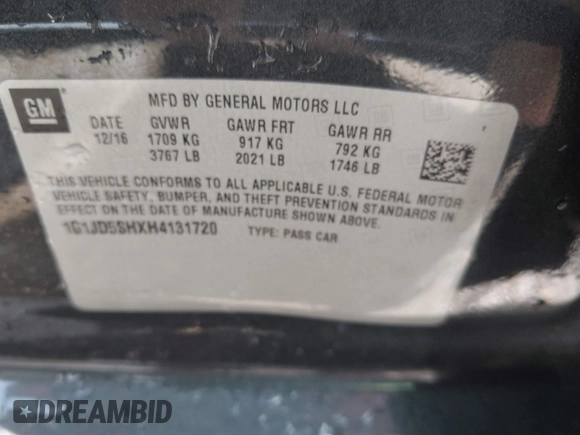 GM
MFD BY GENERAL MOTORS LLC
DATE GVWR GAWR FRT GAWR RR
12/16 1709 KG 917 KG 792 KG
3767 LB 2021 LB 1746 LB
THIS VEHICLE CONFORMS TO ALL APPLICABLE U.S. FEDERAL MOTOR
VEHICLE SAFETY, BUMPER, AND THEFT PREVENTION STANDARDS IN
EFFECT ON THE DATE OF MANUFACTURE SHOWN ABOVE.
1G1JD5SHXH4131720 TYPE: PASS CAR
DREAMBID